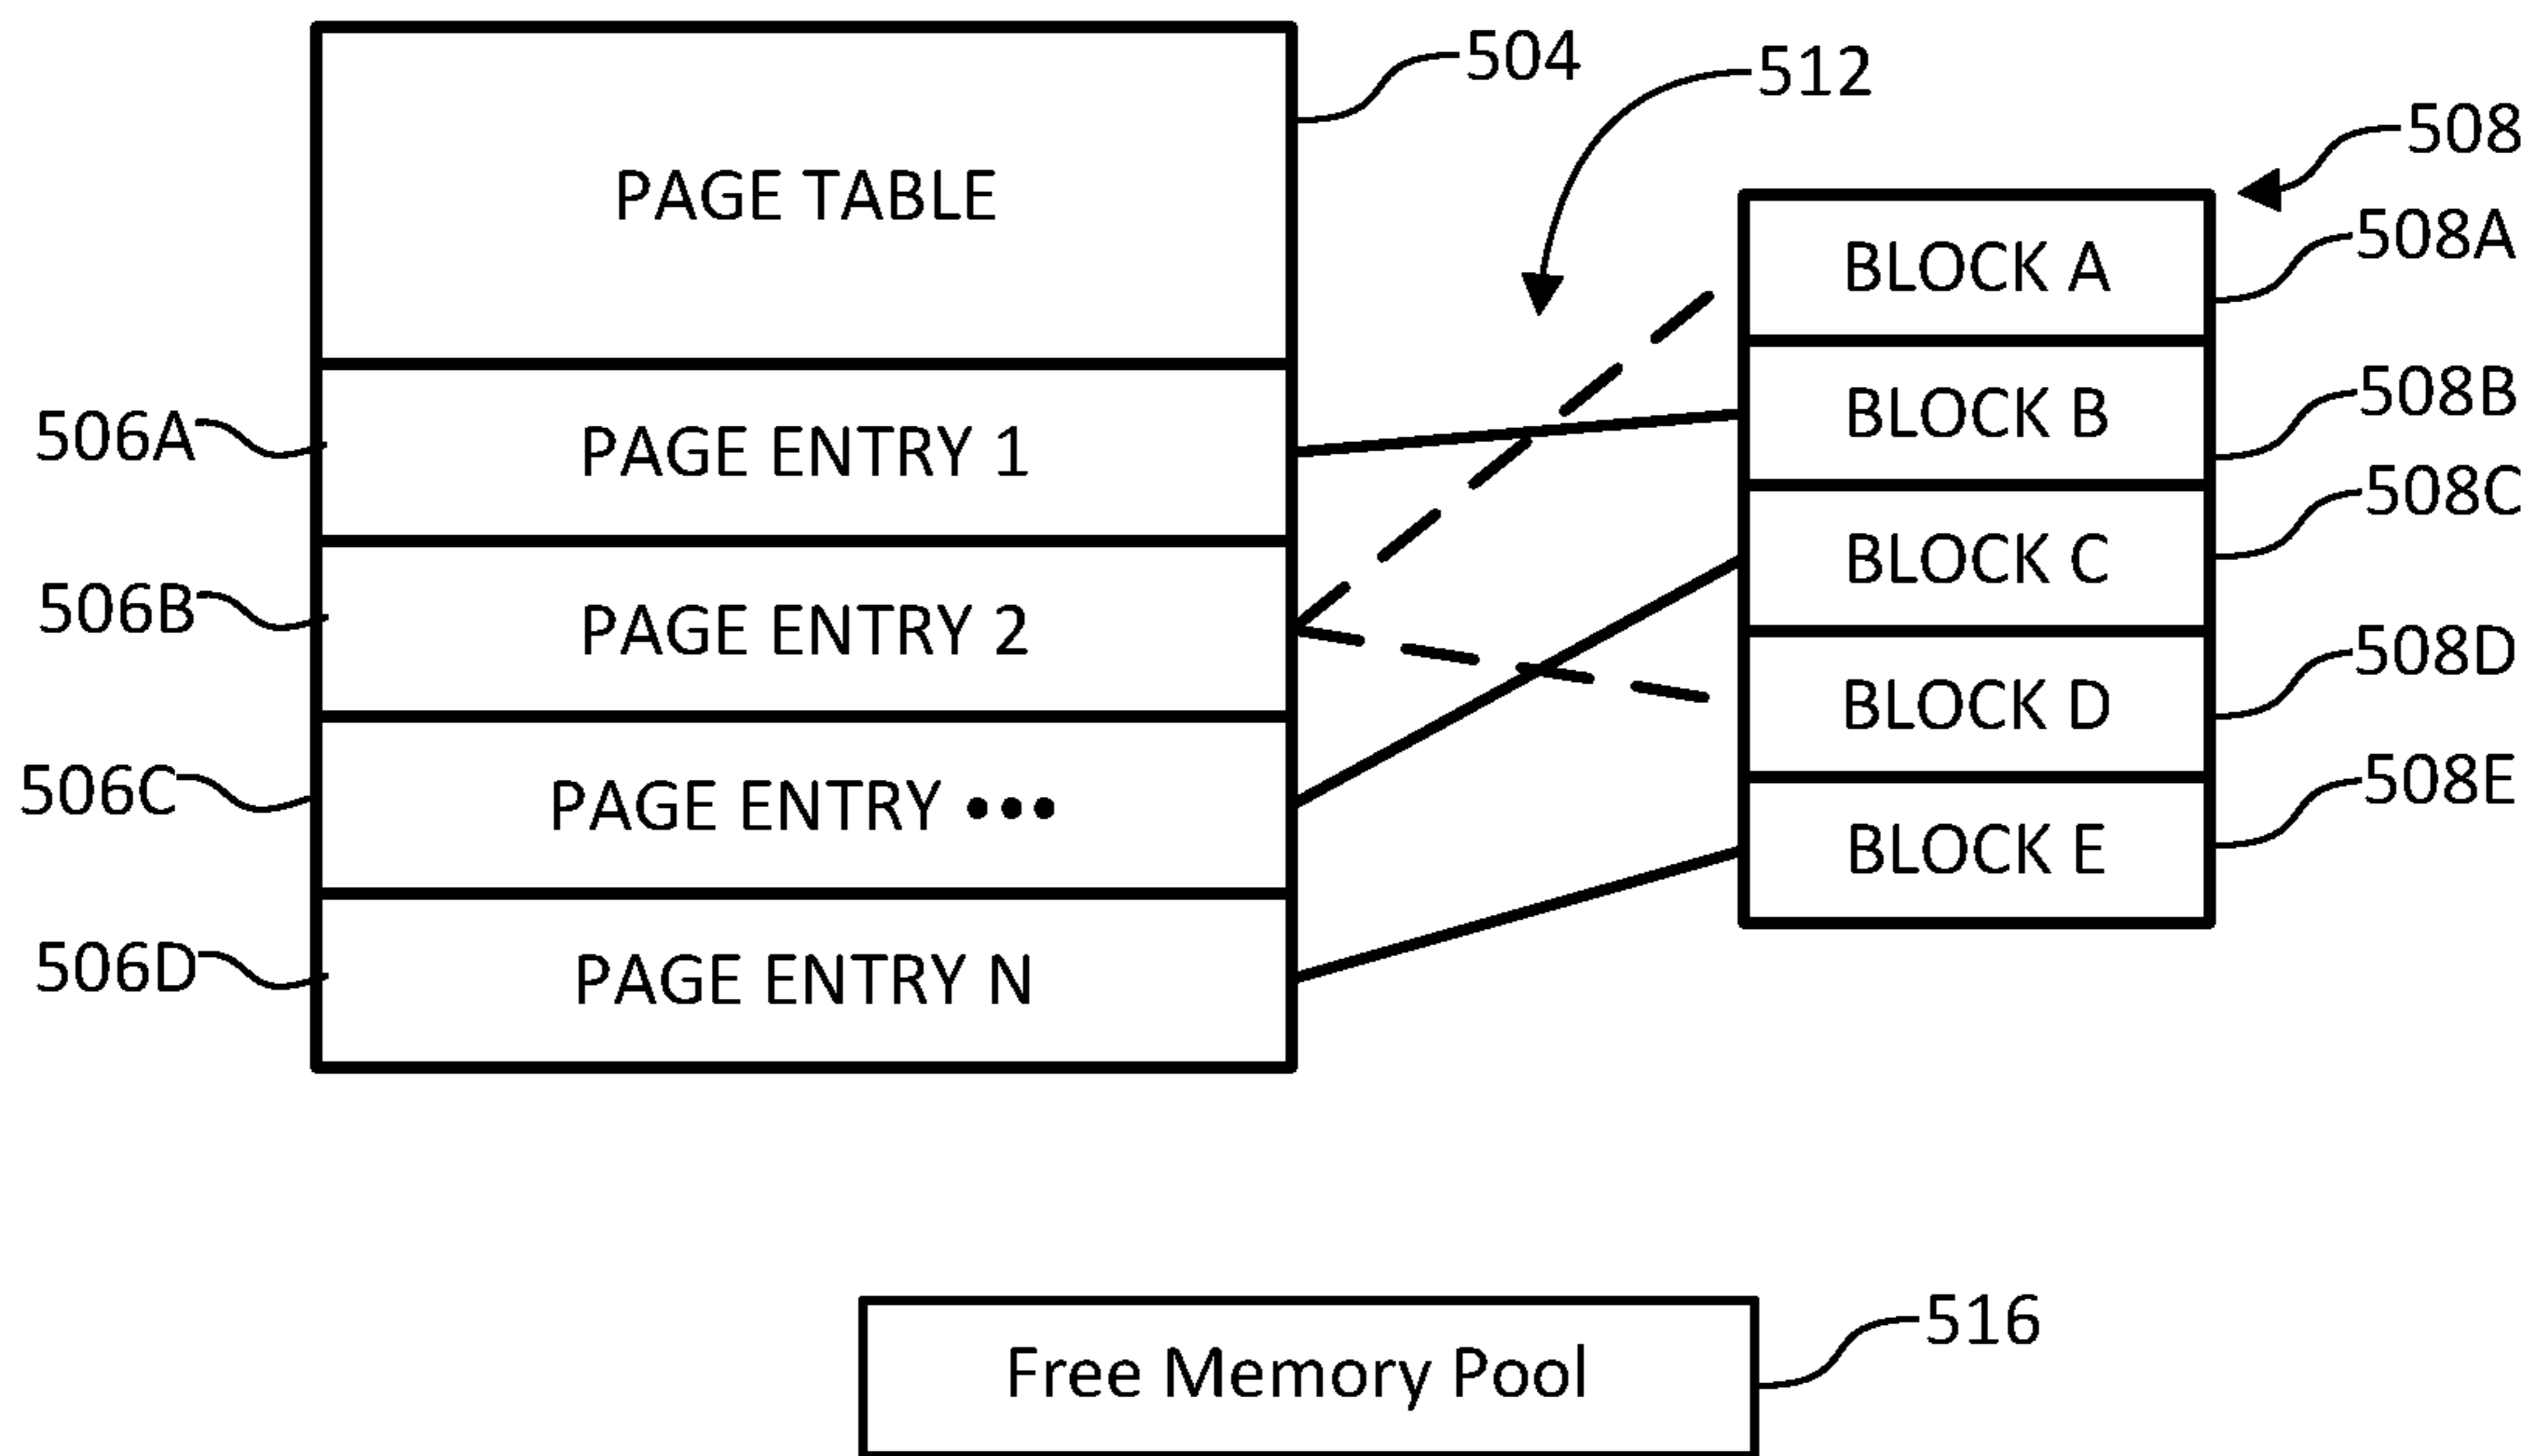 504
512
508
PAGE TABLE
508A
BLOCK A
508B
BLOCK B
506A
PAGE ENTRY 1
508C
BLOCK C
506B
PAGE ENTRY 2
508D
BLOCK D
506C
PAGE ENTRY •••
508E
BLOCK E
506D
PAGE ENTRY N
516
Free Memory Pool